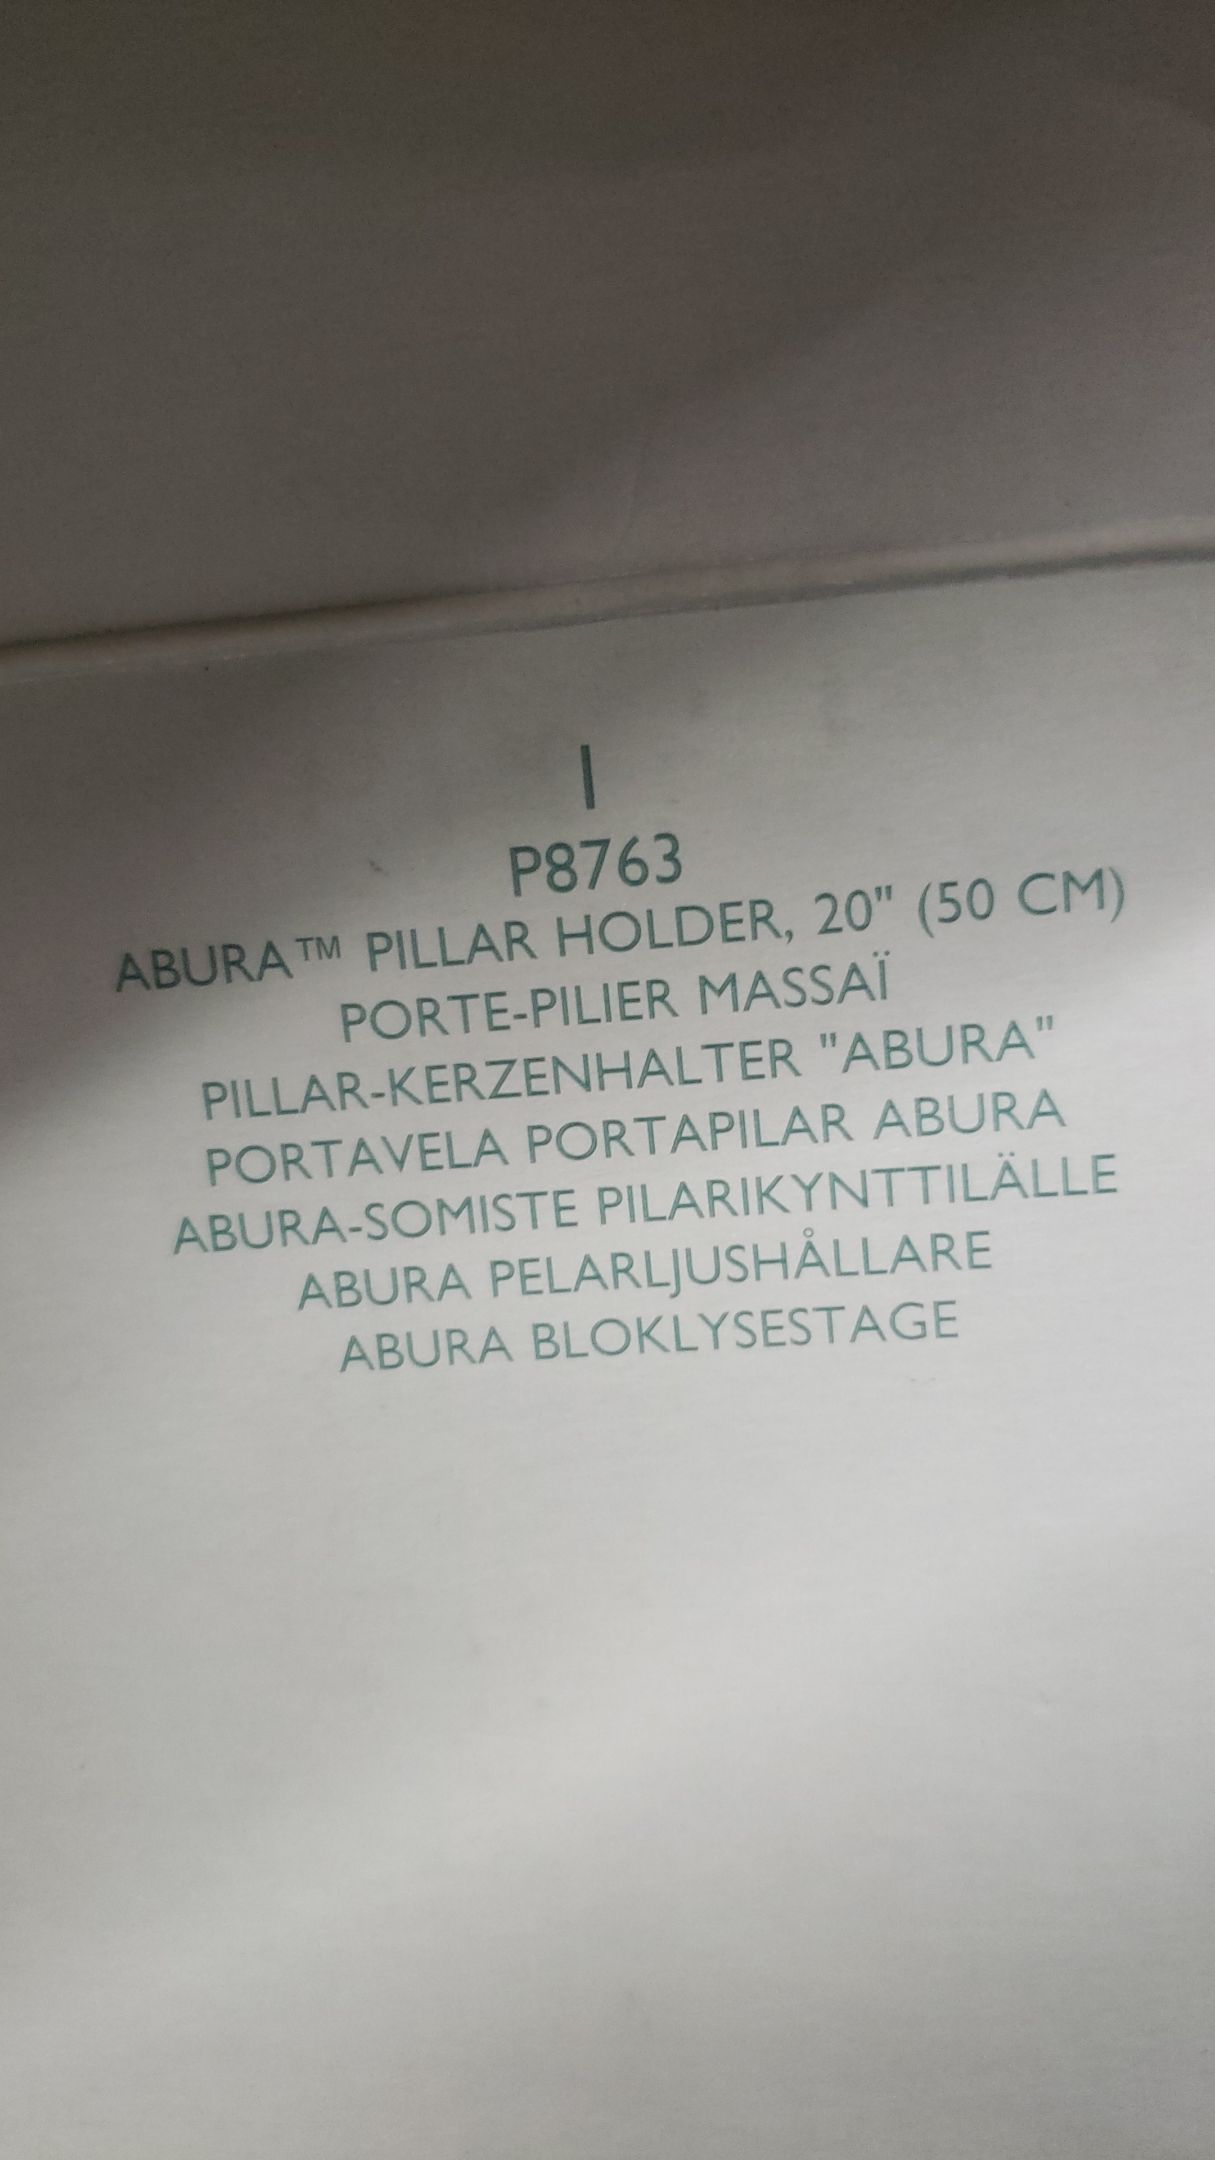 1
P8763
ABURA™ PILLAR HOLDER, 20" (50 CM)
PORTE-PILIER MASSAÏ
PILLAR-KERZENHALTER "ABURA"
PORTAVELA PORTAPILAR ABURA
ABURA-SOMISTE PILARIKYNTTILÄLLE
ABURA PELARLJUSHÅLLARE
ABURA BLOKLYSESTAGE